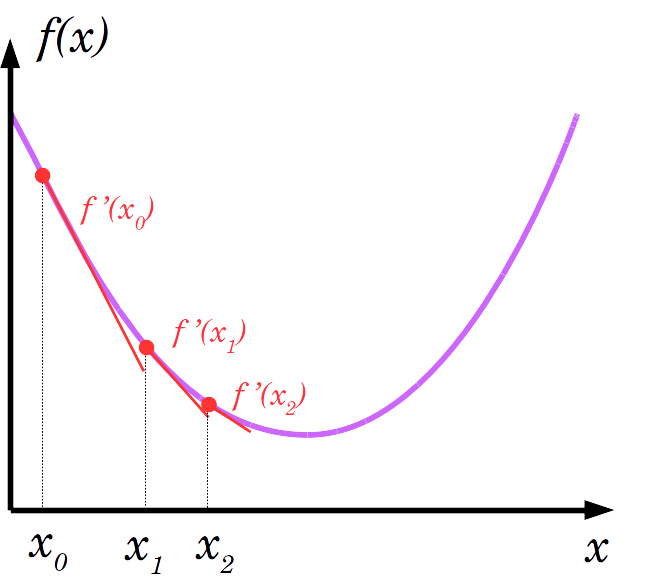 f(x)
f'(x₀)
f'(x₁)
f'(x₂)
x₀ x₁ x₂ x